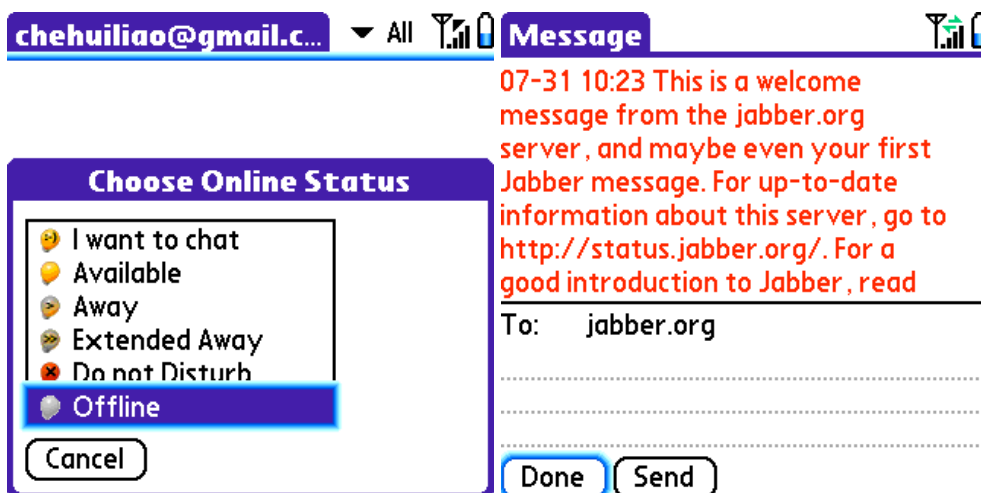 chehuiliao@gmail.c...
All
Choose Online Status
I want to chat
Available
Away
Extended Away
Do not Disturb
Offline
Cancel
Message
07-31 10:23 This is a welcome
message from the jabber.org
server, and maybe even your first
Jabber message. For up-to-date
information about this server, go to
http://status.jabber.org/. For a
good introduction to Jabber, read
To: jabber.org
Done Send